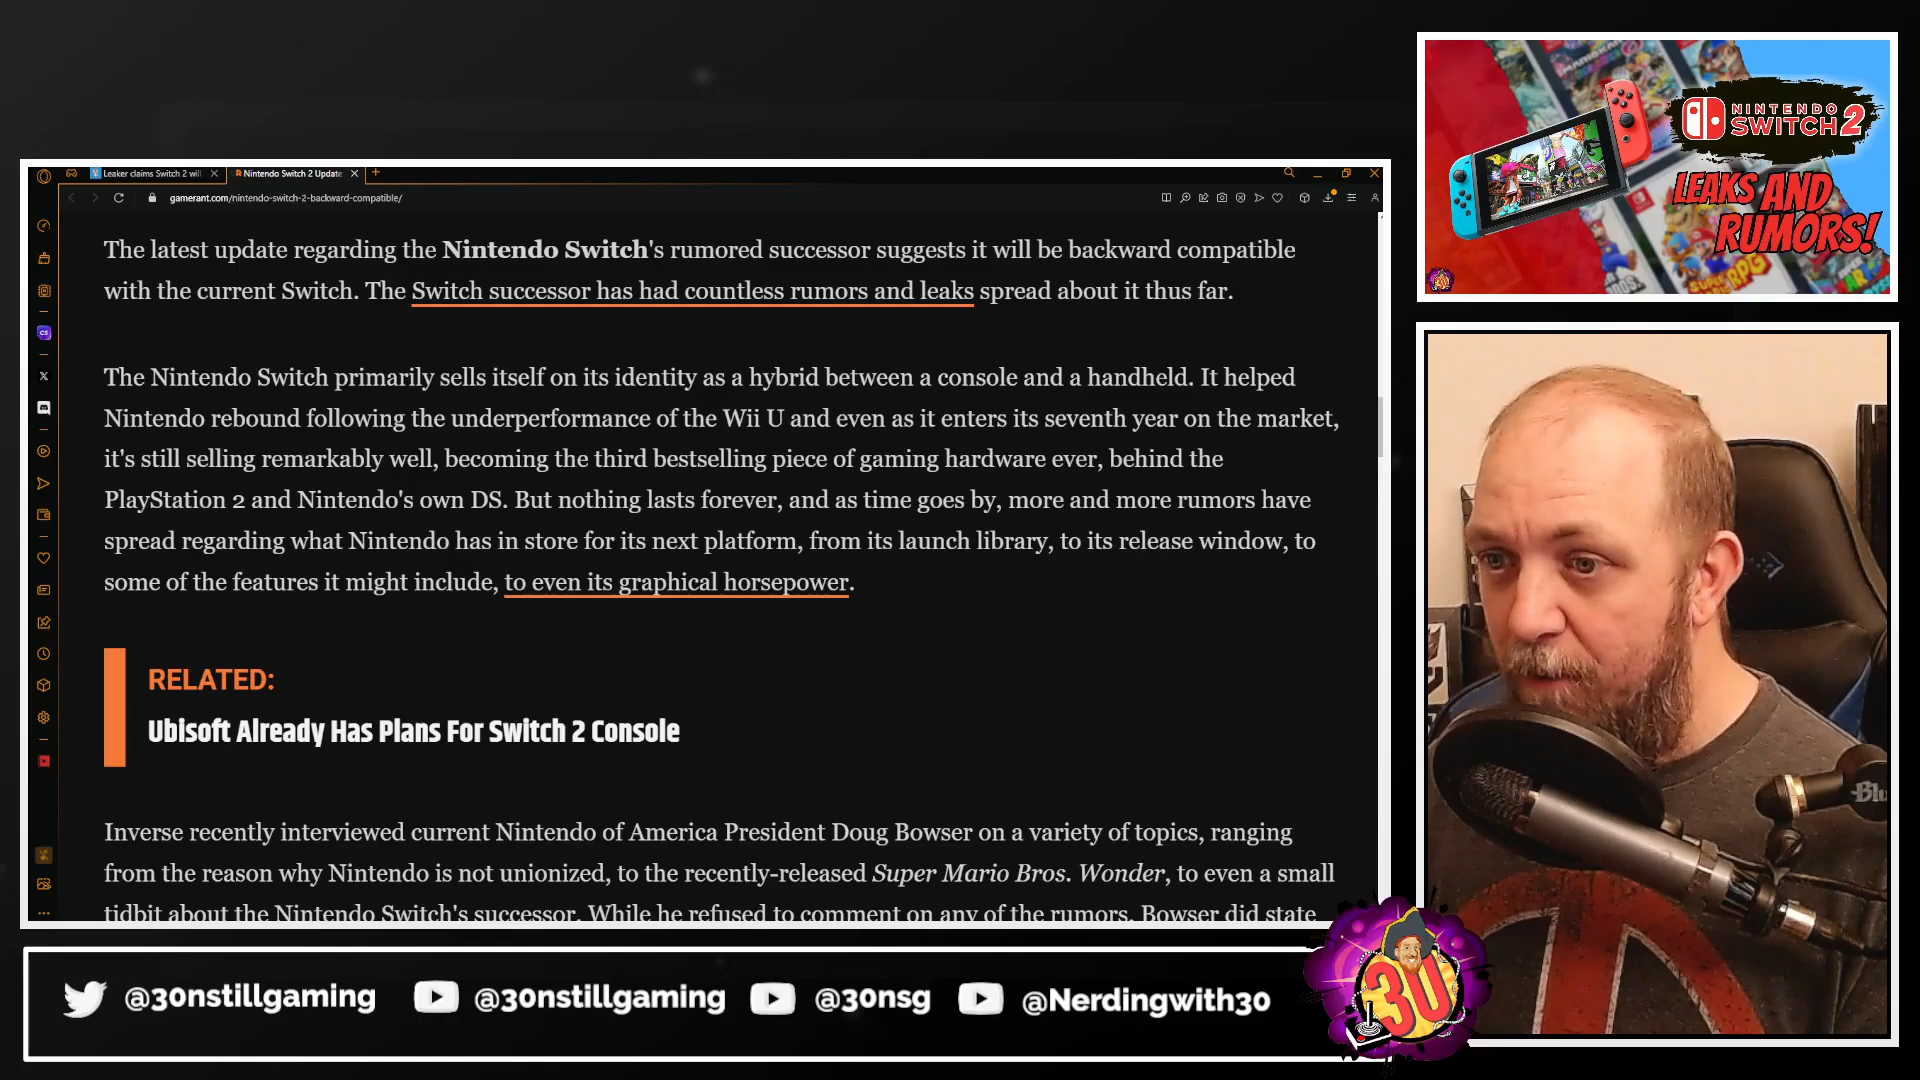 Leaker claims Switch 2 will
Nintendo Switch 2 Update
gamerant.com/nintendo-switch-2-backward-compatible/
The latest update regarding the Nintendo Switch's rumored successor suggests it will be backward compatible
with the current Switch. The Switch successor has had countless rumors and leaks spread about it thus far.
The Nintendo Switch primarily sells itself on its identity as a hybrid between a console and a handheld. It helped
Nintendo rebound following the underperformance of the Wii U and even as it enters its seventh year on the market,
it's still selling remarkably well, becoming the third bestselling piece of gaming hardware ever, behind the
PlayStation 2 and Nintendo's own DS. But nothing lasts forever, and as time goes by, more and more rumors have
spread regarding what Nintendo has in store for its next platform, from its launch library, to its release window, to
some of the features it might include, to even its graphical horsepower.
RELATED:
Ubisoft Already Has Plans For Switch 2 Console
Inverse recently interviewed current Nintendo of America President Doug Bowser on a variety of topics, ranging
from the reason why Nintendo is not unionized, to the recently-released Super Mario Bros. Wonder, to even a small
tidbit about the Nintendo Switch's successor. While he refused to comment on any of the rumors, Bowser did state
NINTENDO
SWITCH 2
LEAKS AND
RUMORS!
Blu
@30nstillgaming
@30nstillgaming
@30nsg
@Nerdingwith30
30